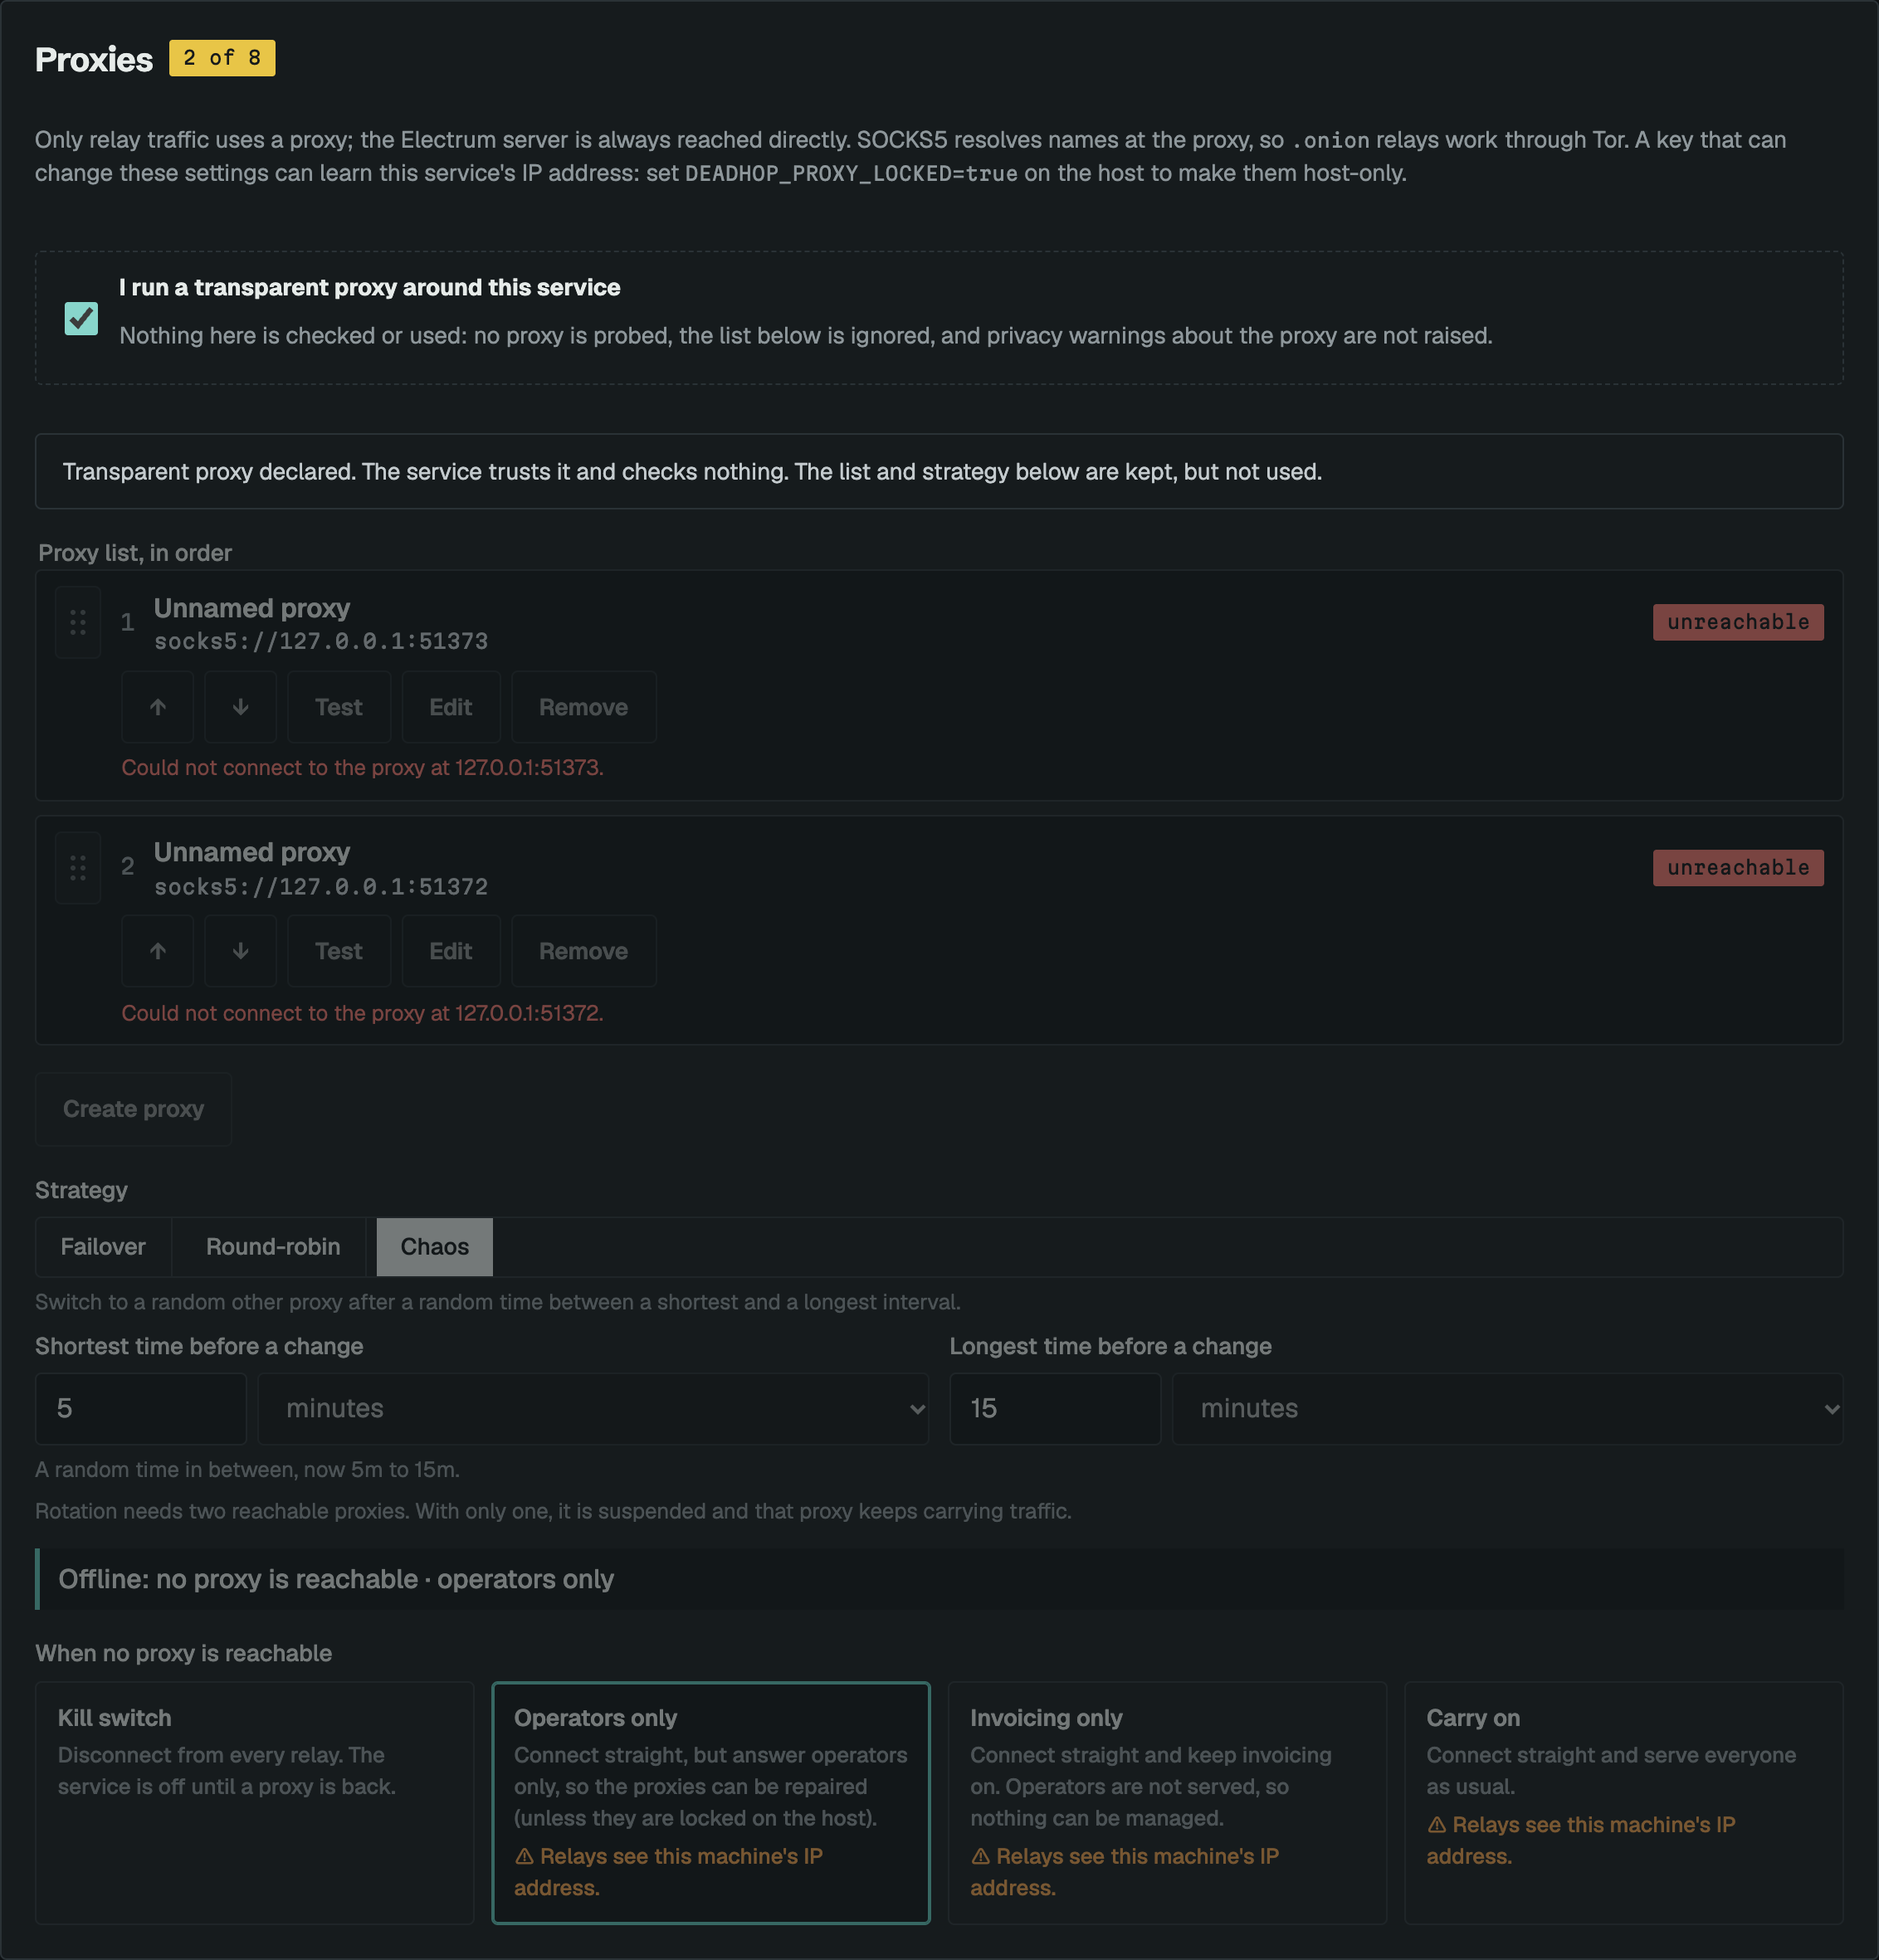 Proxies 2 of 8
Only relay traffic uses a proxy; the Electrum server is always reached directly. SOCKS5 resolves names at the proxy, so .onion relays work through Tor. A key that can
change these settings can learn this service's IP address: set DEADHOP_PROXY_LOCKED=true on the host to make them host-only.
I run a transparent proxy around this service
Nothing here is checked or used: no proxy is probed, the list below is ignored, and privacy warnings about the proxy are not raised.
Transparent proxy declared. The service trusts it and checks nothing. The list and strategy below are kept, but not used.
Proxy list, in order
1 Unnamed proxy
socks5://127.0.0.1:51373
unreachable
↑ ↓ Test Edit Remove
Could not connect to the proxy at 127.0.0.1:51373.
2 Unnamed proxy
socks5://127.0.0.1:51372
unreachable
↑ ↓ Test Edit Remove
Could not connect to the proxy at 127.0.0.1:51372.
Create proxy
Strategy
Failover Round-robin Chaos
Switch to a random other proxy after a random time between a shortest and a longest interval.
Shortest time before a change
5 minutes
Longest time before a change
15 minutes
A random time in between, now 5m to 15m.
Rotation needs two reachable proxies. With only one, it is suspended and that proxy keeps carrying traffic.
Offline: no proxy is reachable · operators only
When no proxy is reachable
Kill switch
Disconnect from every relay. The
service is off until a proxy is back.
Operators only
Connect straight, but answer operators
only, so the proxies can be repaired
(unless they are locked on the host).
⚠ Relays see this machine's IP
address.
Invoicing only
Connect straight and keep invoicing
on. Operators are not served, so
nothing can be managed.
⚠ Relays see this machine's IP
address.
Carry on
Connect straight and serve everyone
as usual.
⚠ Relays see this machine's IP
address.